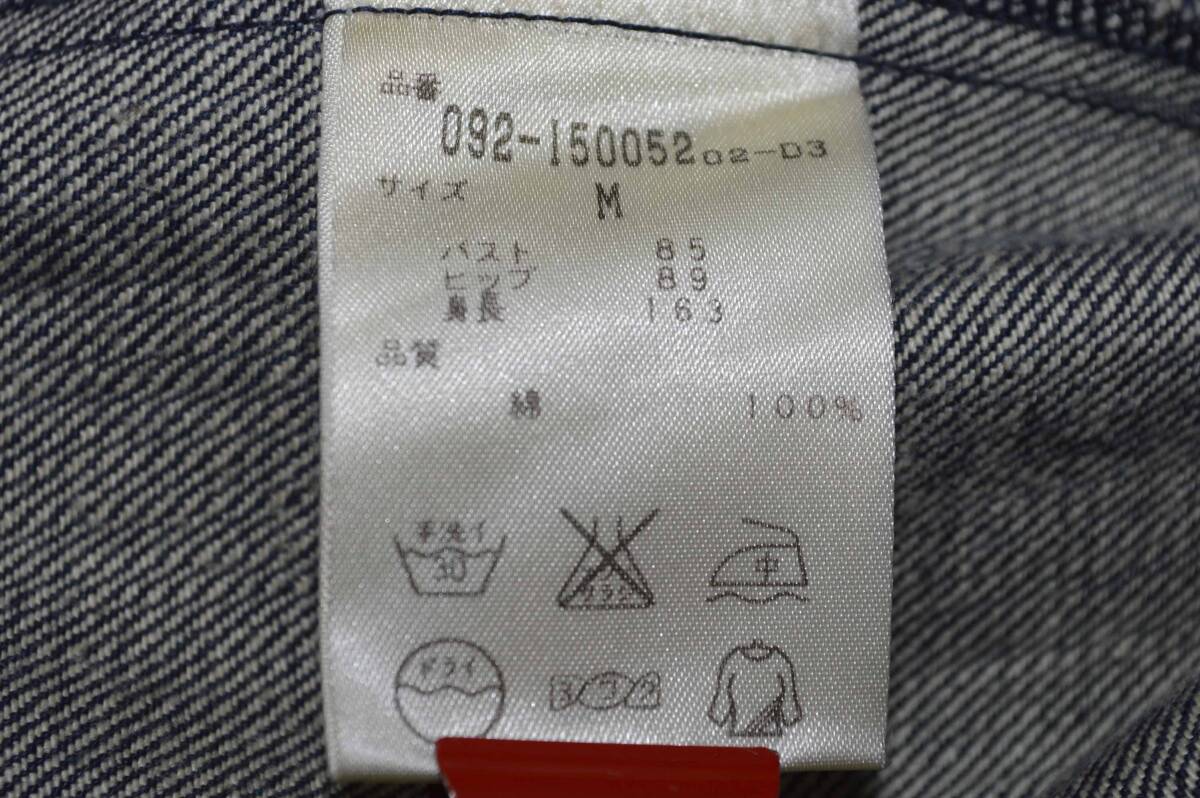 品番
092-150052 02-D3
サイズ M
バスト 85
ヒップ 89
身長 163
品質
綿 100%
手洗イ
30
中
ドライ